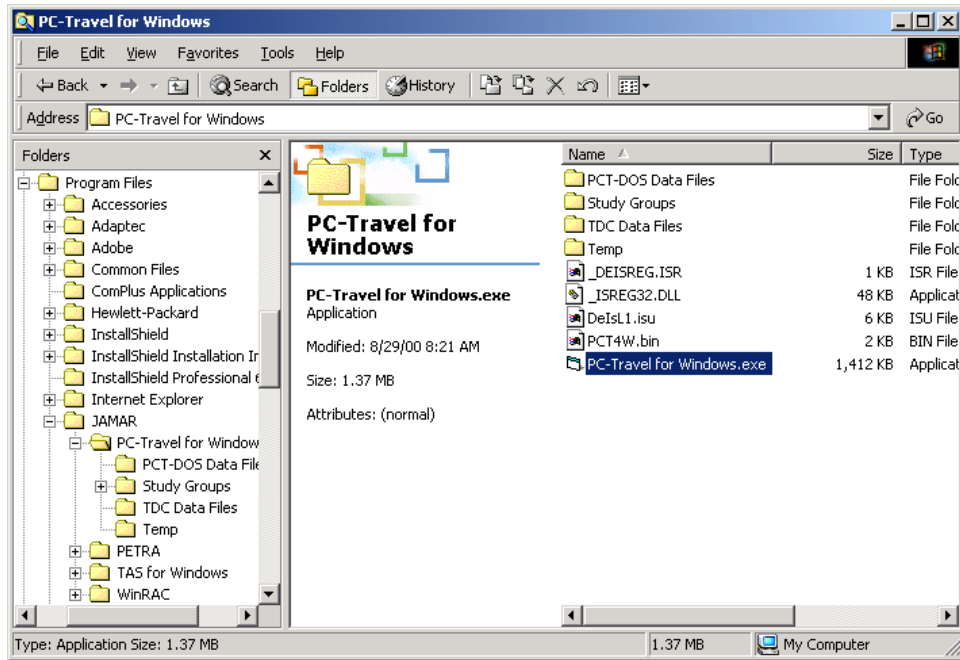 PC-Travel for Windows
File Edit View Favorites Tools Help
Back Search Folders History
Address PC-Travel for Windows Go
Folders
Program Files
Accessories
Adaptec
Adobe
Common Files
ComPlus Applications
Hewlett-Packard
InstallShield
InstallShield Installation Ir
InstallShield Professional 6
Internet Explorer
JAMAR
PC-Travel for Window
PCT-DOS Data File
Study Groups
TDC Data Files
Temp
PETRA
TAS for Windows
WinRAC
PC-Travel for
Windows
PC-Travel for Windows.exe
Application
Modified: 8/29/00 8:21 AM
Size: 1.37 MB
Attributes: (normal)
Name Size Type
PCT-DOS Data Files File Fold
Study Groups File Fold
TDC Data Files File Fold
Temp File Fold
_DEISREG.ISR 1 KB ISR File
_ISREG32.DLL 48 KB Applicat
DeIsL1.isu 6 KB ISU File
PCT4W.bin 2 KB BIN File
PC-Travel for Windows.exe 1,412 KB Applicat
Type: Application Size: 1.37 MB 1.37 MB My Computer